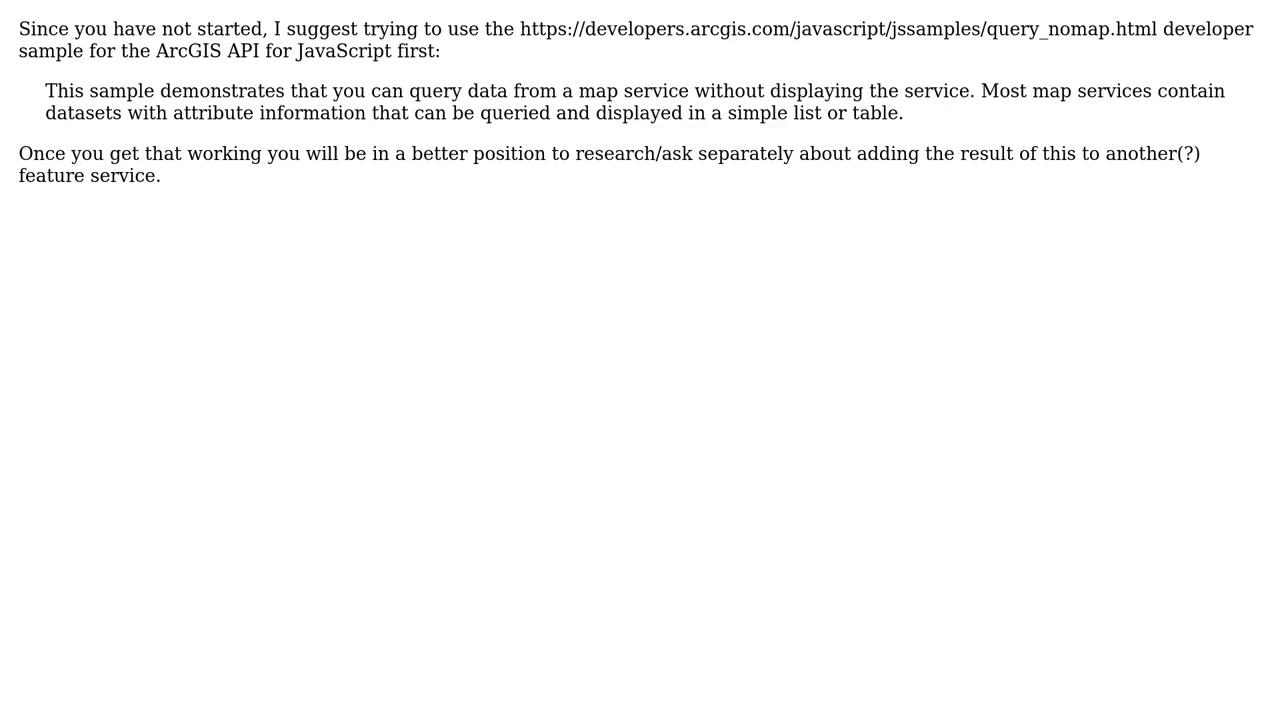 Since you have not started, I suggest trying to use the https://developers.arcgis.com/javascript/jssamples/query_nomap.html developer
sample for the ArcGIS API for JavaScript first:
This sample demonstrates that you can query data from a map service without displaying the service. Most map services contain
datasets with attribute information that can be queried and displayed in a simple list or table.
Once you get that working you will be in a better position to research/ask separately about adding the result of this to another(?)
feature service.